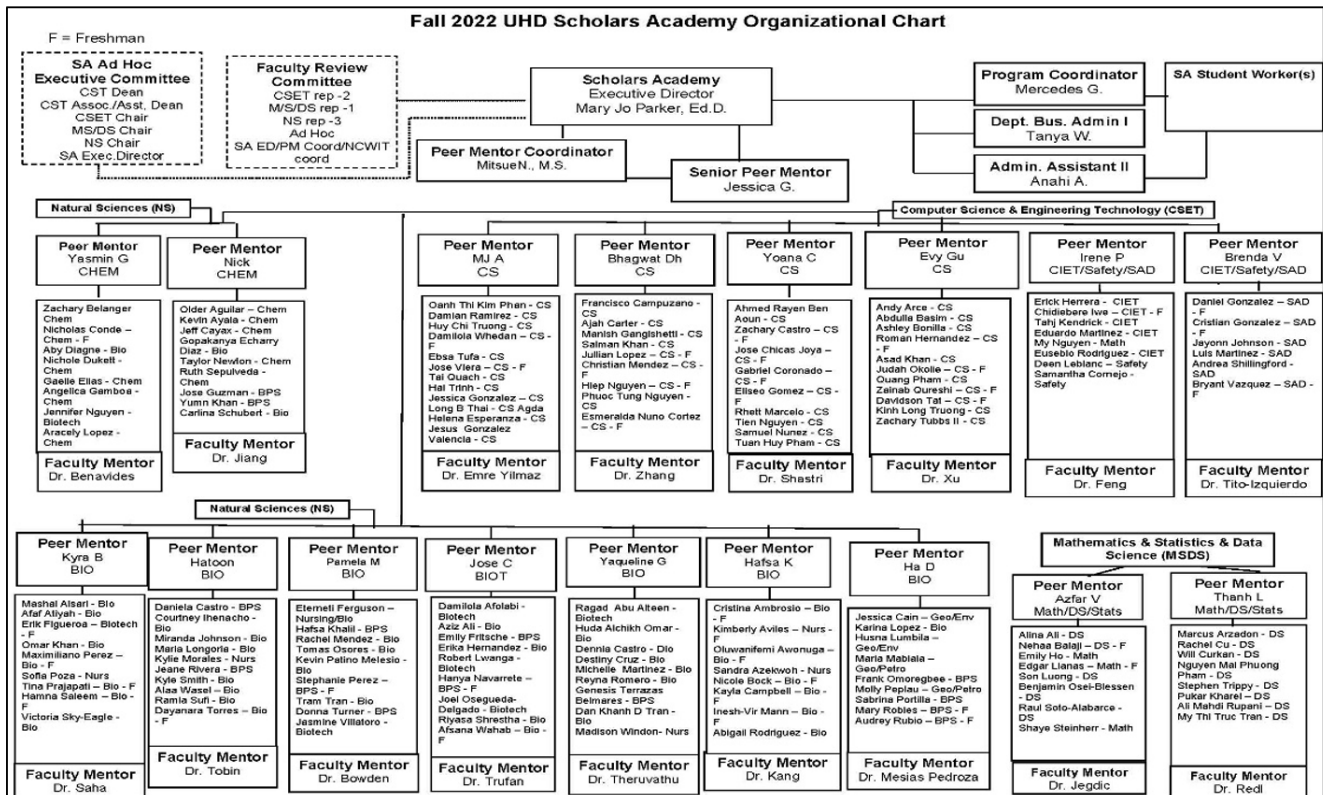 Fall 2022 UHD Scholars Academy Organizational Chart
F = Freshman
SA Ad Hoc
Executive Committee
CST Dean
CST Assoc./Asst, Dean
CSET Chair
MS/DS Chair
NS Chair
SA Exec.Director
Faculty Review
Committee
CSET rep -2
M/S/DS rep -1
NS rep -3
Ad Hoc
SA ED/PM Coord/NCWIT
coord
Scholars Academy
Executive Director
Mary Jo Parker, Ed.D.
Program Coordinator
Mercedes G.
SA Student Worker(s)
Dept. Bus. Admin I
Tanya W.
Admin. Assistant II
Anahi A.
Peer Mentor Coordinator
MitsueN., M.S.
Senior Peer Mentor
Jessica G.
Natural Sciences (NS)
Computer Science & Engineering Technology (CSET)
Peer Mentor
Yasmin G
CHEM
Zachary Belanger
Chem
Nicholas Conde –
Chem - F
Aby Diagne - Bio
Nichole Dukett -
Chem
Gaelle Elias - Chem
Angelica Gamboa -
Chem
Jennifer Nguyen -
Biotech
Aracely Lopez -
Chem
Faculty Mentor
Dr. Benavides
Peer Mentor
Nick
CHEM
Older Aguilar – Chem
Kevin Ayala - Chem
Jeff Cayax - Chem
Gopakanya Echarry
Diaz - Bio
Taylor Newton - Chem
Ruth Sepulveda -
Chem
Jose Guzman - BPS
Yumn Khan - BPS
Carlina Schubert - Bio
Faculty Mentor
Dr. Jiang
Peer Mentor
MJ A
CS
Oanh Thi Kim Phan - CS
Damian Ramirez - CS
Huy Chi Truong - CS
Damilola Whedan – CS -
F
Ebsa Tufa - CS
Jose Viera – CS - F
Tai Quach - CS
Hai Trinh - CS
Jessica Gonzalez – CS
Long B Thai - CS Agda
Helena Esperanza - CS
Jesus Gonzalez
Valencia - CS
Faculty Mentor
Dr. Emre Yilmaz
Peer Mentor
Bhagwat Dh
CS
Francisco Campuzano -
CS
Ajah Carter – CS
Manish Gangishetti - CS
Salman Khan - CS
Jullian Lopez – CS - F
Christian Mendez – CS -
F
Hiep Nguyen – CS - F
Phuoc Tung Nguyen -
CS
Esmeralda Nuno Cortez
– CS - F
Faculty Mentor
Dr. Zhang
Peer Mentor
Yoana C
CS
Ahmed Rayen Ben
Aoun - CS
Zachary Castro – CS -
F
Jose Chicas Joya –
CS - F
Gabriel Coronado –
CS - F
Eliseo Gomez – CS -
F
Rhett Marcelo - CS
Tien Nguyen - CS
Samuel Nunez - CS
Tuan Huy Pham - CS
Faculty Mentor
Dr. Shastri
Peer Mentor
Evy Gu
CS
Andy Arce - CS
Abdulla Basim - CS
Ashley Bonilla - CS
Roman Hernandez – CS
- F
Asad Khan - CS
Judah Okolie – CS - F
Quang Pham - CS
Zainab Qureshi – CS - F
Davidson Tat – CS - F
Kinh Long Truong - CS
Zachary Tubbs II - CS
Faculty Mentor
Dr. Xu
Peer Mentor
Irene P
CIET/Safety/SAD
Erick Herrera - CIET
Chidiebere Iwe – CIET - F
Tahj Kendrick - CIET
Eduardo Martinez - CIET
My Nguyen - Math
Eusebio Rodriguez - CIET
Deen Leblanc – Safety
Samantha Cornejo -
Safety
Faculty Mentor
Dr. Feng
Peer Mentor
Brenda V
CIET/Safety/SAD
Daniel Gonzalez – SAD
- F
Cristian Gonzalez – SAD
- F
Jayonn Johnson - SAD
Luis Martinez - SAD
Andrea Shillingford -
SAD
Bryant Vazquez – SAD -
F
Faculty Mentor
Dr. Tito-Izquierdo
Natural Sciences (NS)
Peer Mentor
Kyra B
BIO
Mashal Alsari - Bio
Afaf Aliyah – Bio
Erik Figueroa – Biotech
- F
Omar Khan - Bio
Maximiliano Perez –
Bio - F
Sofia Poza - Nurs
Tina Prajapati – Bio - F
Hamna Saleem – Bio -
F
Victoria Sky-Eagle -
Bio
Faculty Mentor
Dr. Saha
Peer Mentor
Hatoon
BIO
Daniela Castro - BPS
Courtney Ihenacho -
Bio
Miranda Johnson - Bio
Maria Longoria - Bio
Kylie Morales - Nurs
Jeane Rivera - BPS
Kyle Smith - Bio
Alaa Wasel – Bio
Ramla Sufi - Bio
Dayanara Torres – Bio
- F
Faculty Mentor
Dr. Tobin
Peer Mentor
Pamela M
BIO
Eterneti Ferguson –
Nursing/Bio
Hafsa Khalil - BPS
Rachel Mendez - Bio
Tomas Osores - Bio
Kevin Patino Melesio -
Bio
Stephanie Perez –
BPS - F
Tram Tran - Bio
Donna Turner - BPS
Jasmine Villatoro -
Biotech
Faculty Mentor
Dr. Bowden
Peer Mentor
Jose C
BIOT
Damilola Afolabi -
Biotech
Aziz Ali - Bio
Emily Fritsche - BPS
Erika Hernandez - Bio
Robert Lwanga -
Biotech
Hanya Navarrete –
BPS - F
Joel Osegueda-
Delgado - Biotech
Riyasa Shrestha - Bio
Afsana Wahab – Bio -
F
Faculty Mentor
Dr. Trufan
Peer Mentor
Yaqueline G
BIO
Ragad Abu Alteen -
Biotech
Huda Alchikh Omar -
Bio
Dennia Castro - Bio
Destiny Cruz - Bio
Michelle Martinez - Bio
Reyna Romero - Bio
Genesis Terrazas
Belmares - BPS
Dan Khanh D Tran -
Bio
Madison Windon- Nurs
Faculty Mentor
Dr. Theruvathu
Peer Mentor
Hafsa K
BIO
Cristina Ambrosio – Bio
- F
Kimberly Aviles – Nurs - F
Oluwanifemi Awonuga –
Bio - F
Sandra Azekwoh - Nurs
Nicole Bock – Bio - F
Kayla Campbell – Bio -
F
Inesh-Vir Mann – Bio -
F
Abigail Rodriguez - Bio
Faculty Mentor
Dr. Kang
Peer Mentor
Ha D
BIO
Jessica Cain – Geo/Env
Karina Lopez - Bio
Husna Lumbila –
Geo/Env
Maria Mabiala –
Geo/Petro
Frank Omoregbee - BPS
Molly Peplau – Geo/Petro
Sabrina Portilla - BPS
Mary Robles – BPS - F
Audrey Rubio – BPS - F
Faculty Mentor
Dr. Mesias Pedroza
Mathematics & Statistics & Data
Science (MSDS)
Peer Mentor
Azfar V
Math/DS/Stats
Alina Ali - DS
Nehaa Balaji – DS - F
Emily Ho - Math
Edgar Llanas – Math - F
Son Luong - DS
Benjamin Osei-Blessen -
DS
Raul Soto-Alabarce -
DS
Shaye Steinherr - Math
Faculty Mentor
Dr. Jegdic
Peer Mentor
Thanh L
Math/DS/Stats
Marcus Arzadon - DS
Rachel Cu - DS
Will Curkan - DS
Nguyen Mai Phuong
Pham - DS
Stephen Trippy - DS
Pukar Kharel – DS
Ali Mahdi Rupani – DS
My Thi Truc Tran - DS
Faculty Mentor
Dr. Redl